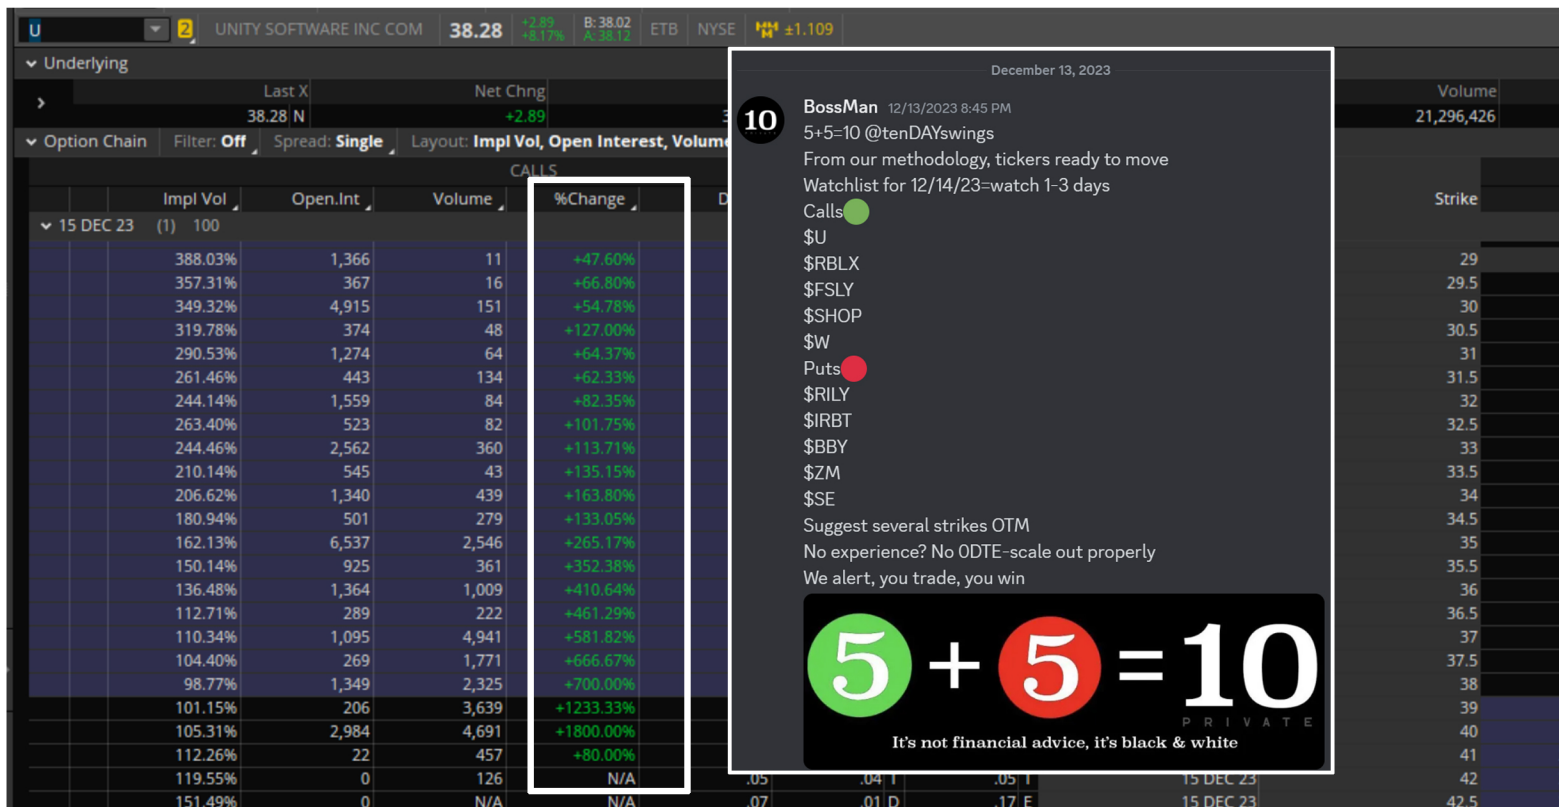 U 2 UNITY SOFTWARE INC COM 38.28 +2.89 +8.17% B: 38.02 A: 38.12 ETB NYSE ±1.109
Underlying
Last X Net Chng Volume
38.28 N +2.89 21,296,426
Option Chain Filter: Off Spread: Single Layout: Impl Vol, Open Interest, Volume
CALLS
Impl Vol Open.Int Volume %Change Strike
15 DEC 23 (1) 100
388.03% 1,366 11 +47.60% 29
357.31% 367 16 +66.80% 29.5
349.32% 4,915 151 +54.78% 30
319.78% 374 48 +127.00% 30.5
290.53% 1,274 64 +64.37% 31
261.46% 443 134 +62.33% 31.5
244.14% 1,559 84 +82.35% 32
263.40% 523 82 +101.75% 32.5
244.46% 2,562 360 +113.71% 33
210.14% 545 43 +135.15% 33.5
206.62% 1,340 439 +163.80% 34
180.94% 501 279 +133.05% 34.5
162.13% 6,537 2,546 +265.17% 35
150.14% 925 361 +352.38% 35.5
136.48% 1,364 1,009 +410.64% 36
112.71% 289 222 +461.29% 36.5
110.34% 1,095 4,941 +581.82% 37
104.40% 269 1,771 +666.67% 37.5
98.77% 1,349 2,325 +700.00% 38
101.15% 206 3,639 +1233.33% 39
105.31% 2,984 4,691 +1800.00% 40
112.26% 22 457 +80.00% 41
119.55% 0 126 N/A .05 .04 T .05 T 15 DEC 23 42
151.49% 0 N/A N/A .07 .01 D .17 E 15 DEC 23 42.5
December 13, 2023
10
BossMan 12/13/2023 8:45 PM
5+5=10 @tenDAYswings
From our methodology, tickers ready to move
Watchlist for 12/14/23=watch 1-3 days
Calls
$U
$RBLX
$FSLY
$SHOP
$W
Puts
$RILY
$IRBT
$BBY
$ZM
$SE
Suggest several strikes OTM
No experience? No 0DTE-scale out properly
We alert, you trade, you win
5 + 5 = 10
PRIVATE
It's not financial advice, it's black & white